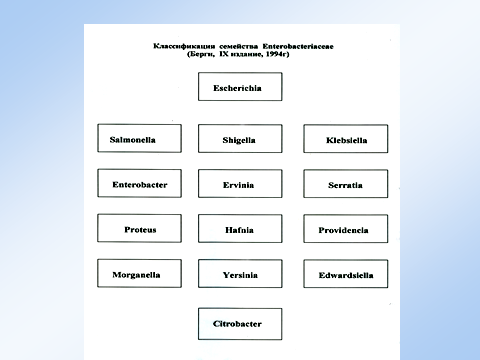 Классификация семейства Enterobacteriaceae
(Берги, IX издание, 1994г)
Escherichia
Salmonella Shigella Klebsiella
Enterobacter Ervinia Serratia
Proteus Hafnia Providencia
Morganella Yersinia Edwardsiella
Citrobacter